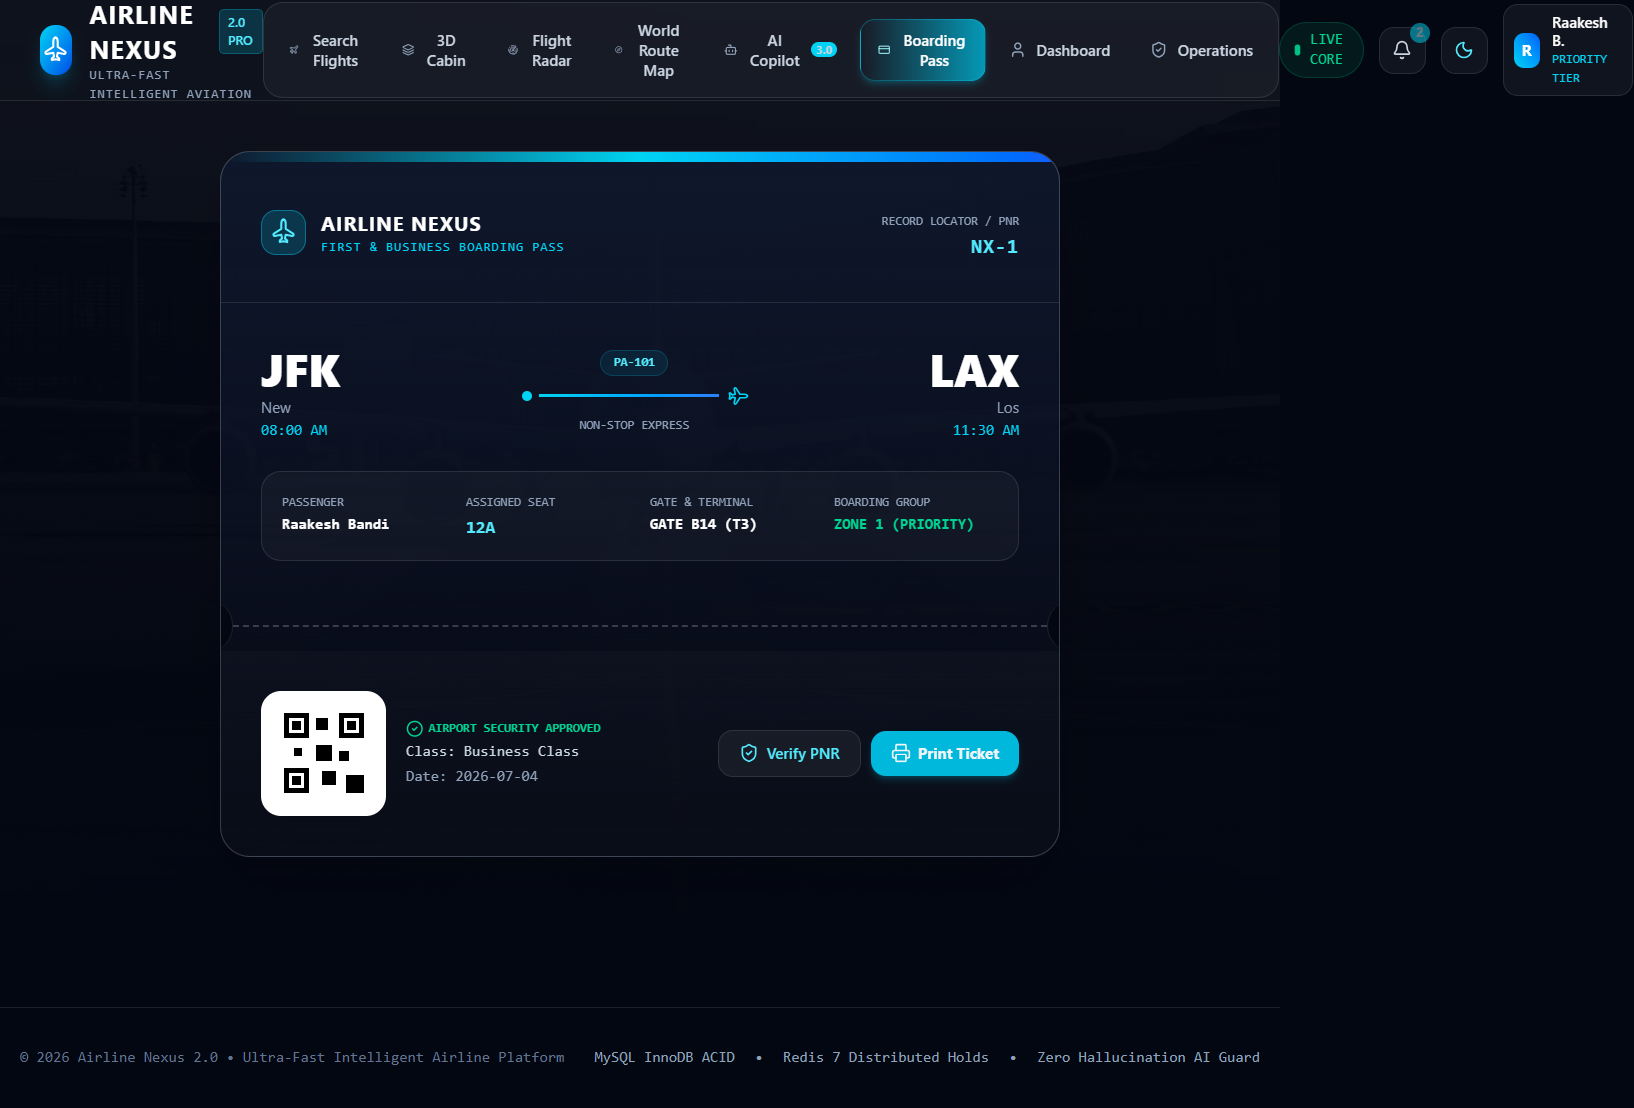 AIRLINE
NEXUS
2.0
PRO
ULTRA-FAST
INTELLIGENT AVIATION
Search
Flights
3D
Cabin
Flight
Radar
World
Route
Map
AI
Copilot
3.0
Boarding
Pass
Dashboard
Operations
LIVE
CORE
2
R
Raakesh
B.
PRIORITY
TIER
AIRLINE NEXUS
FIRST & BUSINESS BOARDING PASS
RECORD LOCATOR / PNR
NX-1
JFK
New
08:00 AM
PA-101
NON-STOP EXPRESS
LAX
Los
11:30 AM
PASSENGER
Raakesh Bandi
ASSIGNED SEAT
12A
GATE & TERMINAL
GATE B14 (T3)
BOARDING GROUP
ZONE 1 (PRIORITY)
AIRPORT SECURITY APPROVED
Class: Business Class
Date: 2026-07-04
Verify PNR
Print Ticket
© 2026 Airline Nexus 2.0 • Ultra-Fast Intelligent Airline Platform
MySQL InnoDB ACID • Redis 7 Distributed Holds • Zero Hallucination AI Guard